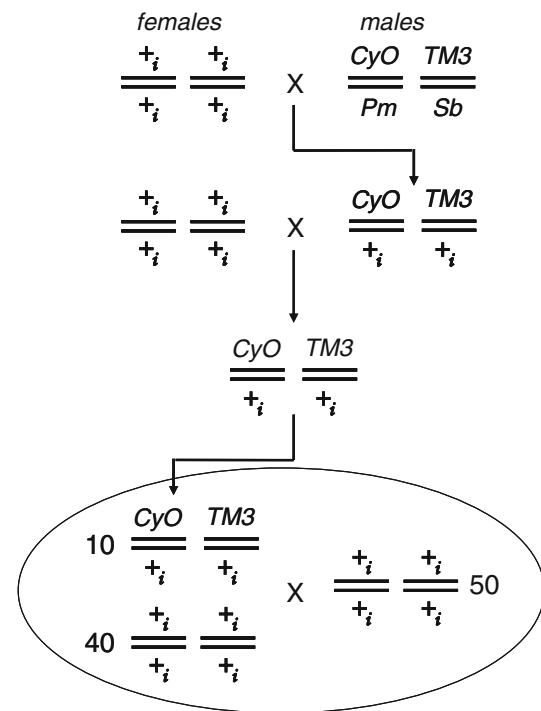 females males
+i +i CyO TM3
X
+i +i Pm Sb
+i +i CyO TM3
X
+i +i +i +i
CyO TM3
+i +i
CyO TM3
10
+i +i +i +i
X
50
+i +i +i +i
40
+i +i